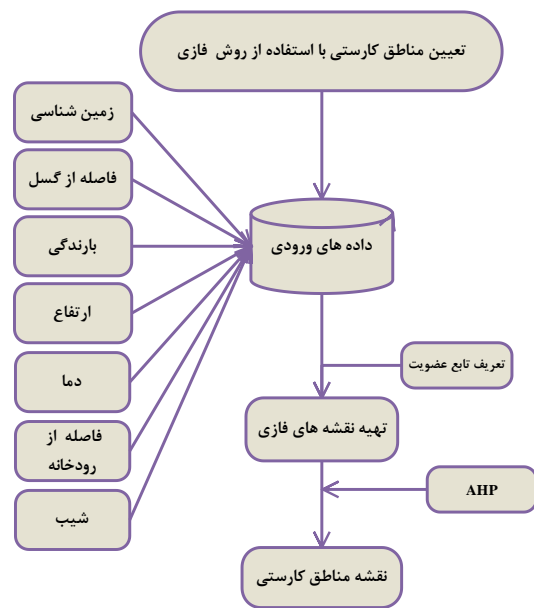 تعیین مناطق کارستی با استفاده از روش فازی
زمین شناسی
فاصله از گسل
بارندگی
ارتفاع
دما
فاصله از
رودخانه
شیب
داده های ورودی
تعریف تابع عضویت
تهیه نقشه های فازی
AHP
نقشه مناطق کارستی